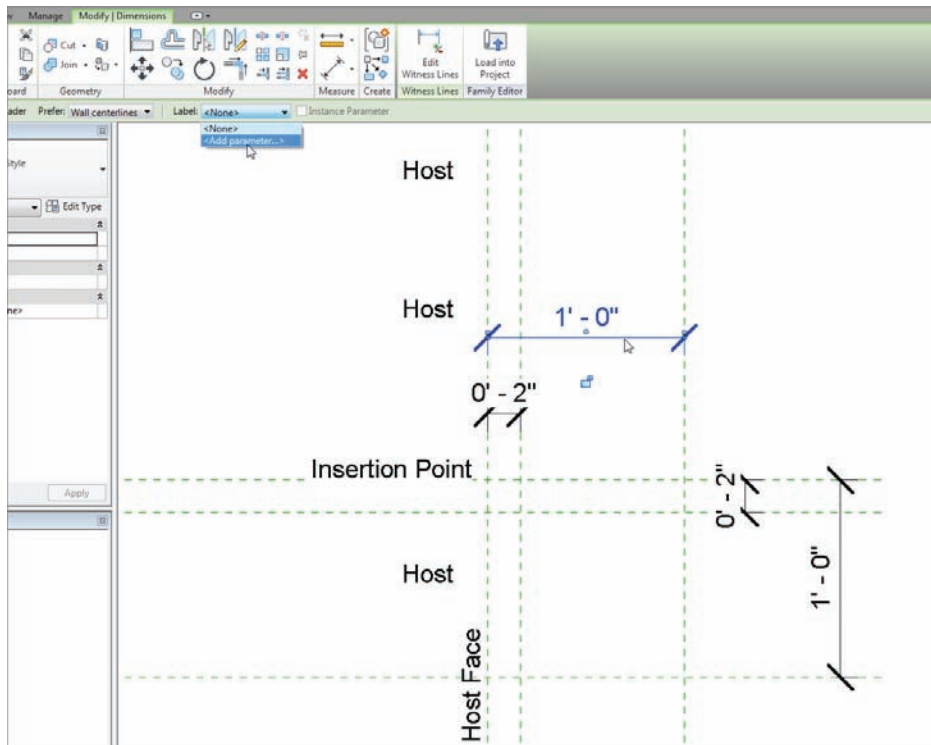 Manage Modify | Dimensions
Cut
Join
Edit Witness Lines
Load into Project
Geometry Modify Measure Create Witness Lines Family Editor
Prefer: Wall centerlines Label: <None> Instance Parameter
<None>
<Add parameter...>
Edit Type
Apply
Host
Host
1' - 0"
0' - 2"
Insertion Point
0' - 2"
1' - 0"
Host
Host Face